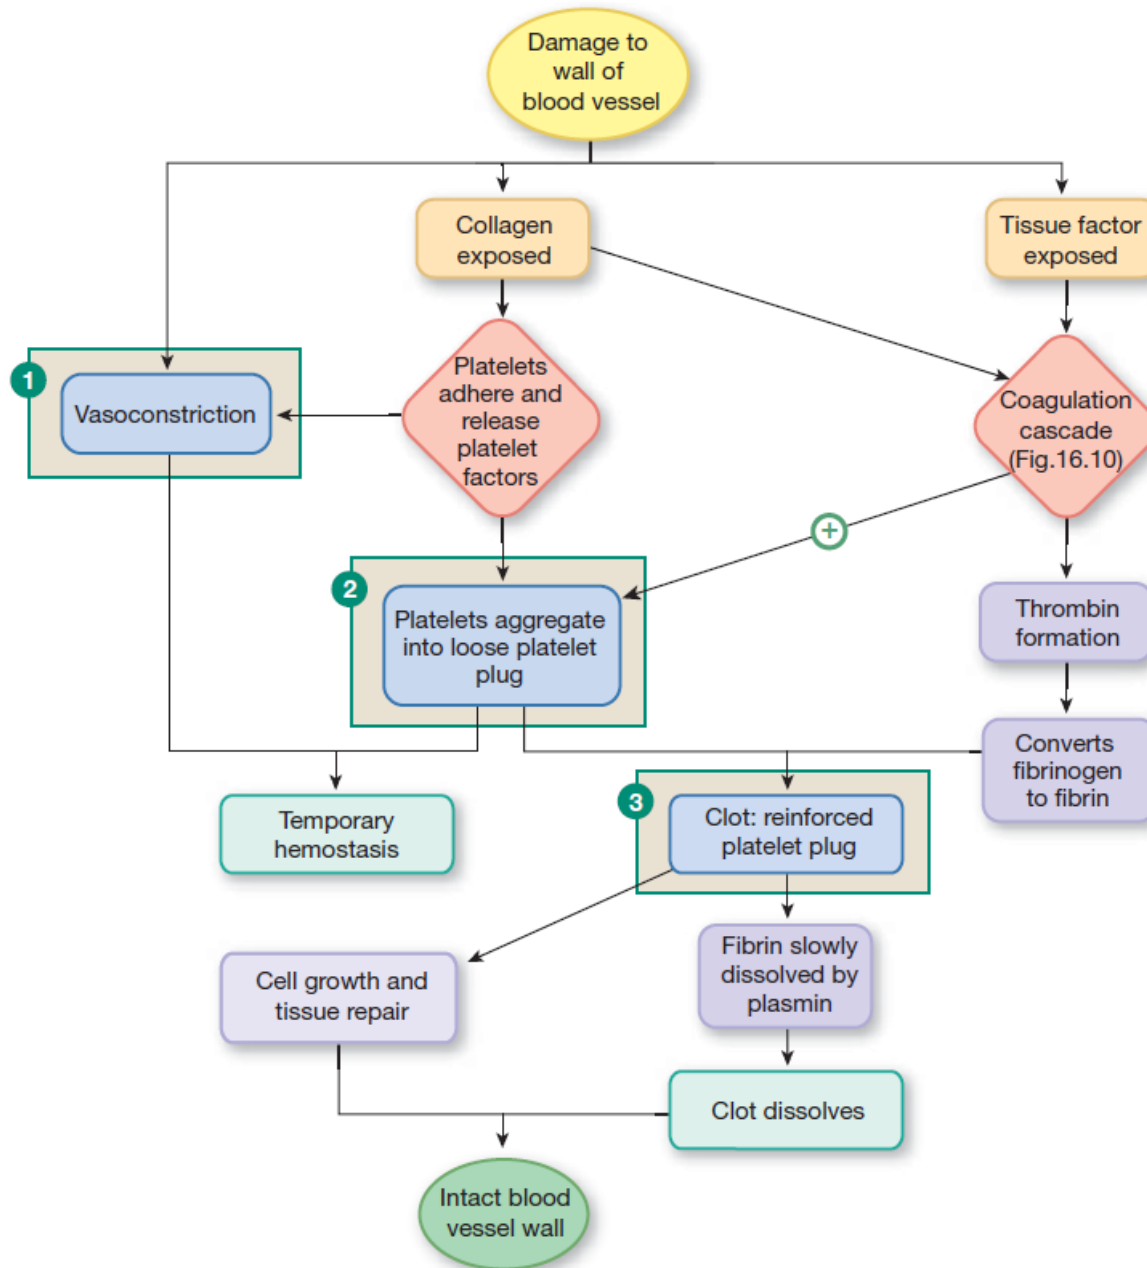 Damage to
wall of
blood vessel
Collagen
exposed
Tissue factor
exposed
1
Vasoconstriction
Platelets
adhere and
release
platelet
factors
Coagulation
cascade
(Fig.16.10)
+
2
Platelets aggregate
into loose platelet
plug
Thrombin
formation
Converts
fibrinogen
to fibrin
3
Clot: reinforced
platelet plug
Temporary
hemostasis
Cell growth and
tissue repair
Fibrin slowly
dissolved by
plasmin
Clot dissolves
Intact blood
vessel wall